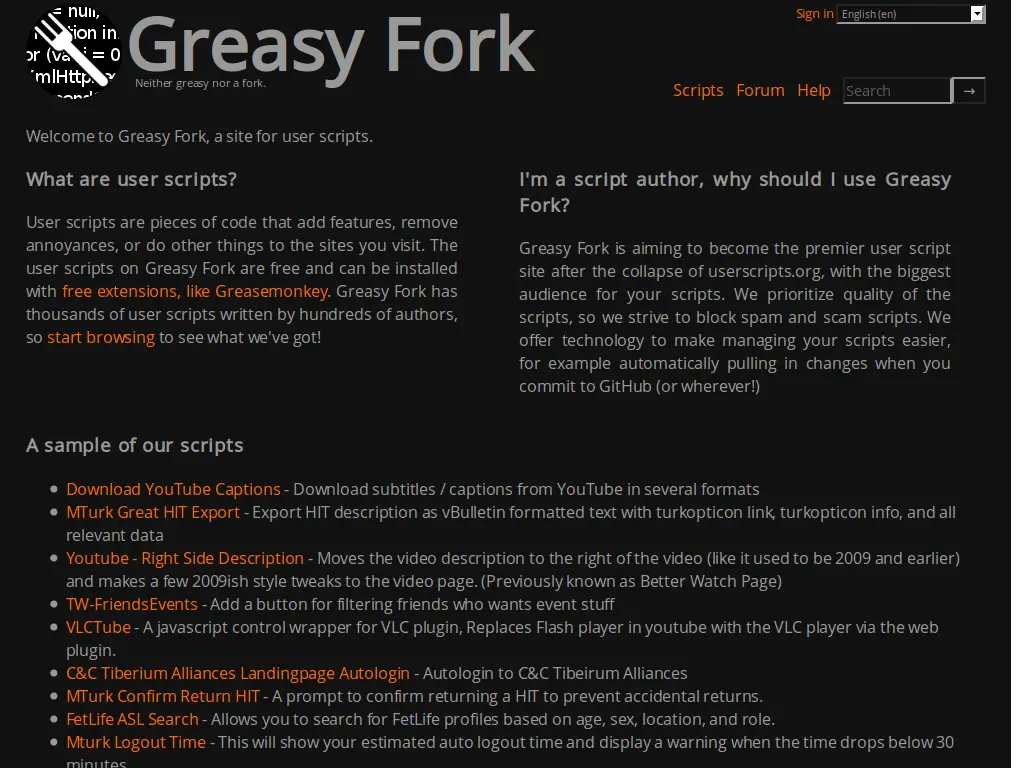 = null,
tion in
or (va i = 0
mlHttp
Greasy Fork
Neither greasy nor a fork.
Sign in English (en)
Scripts Forum Help Search →
Welcome to Greasy Fork, a site for user scripts.
What are user scripts?
User scripts are pieces of code that add features, remove
annoyances, or do other things to the sites you visit. The
user scripts on Greasy Fork are free and can be installed
with free extensions, like Greasemonkey. Greasy Fork has
thousands of user scripts written by hundreds of authors,
so start browsing to see what we've got!
I'm a script author, why should I use Greasy
Fork?
Greasy Fork is aiming to become the premier user script
site after the collapse of userscripts.org, with the biggest
audience for your scripts. We prioritize quality of the
scripts, so we strive to block spam and scam scripts. We
offer technology to make managing your scripts easier,
for example automatically pulling in changes when you
commit to GitHub (or wherever!)
A sample of our scripts
Download YouTube Captions - Download subtitles / captions from YouTube in several formats
MTurk Great HIT Export - Export HIT description as vBulletin formatted text with turkopticon link, turkopticon info, and all
relevant data
Youtube - Right Side Description - Moves the video description to the right of the video (like it used to be 2009 and earlier)
and makes a few 2009ish style tweaks to the video page. (Previously known as Better Watch Page)
TW-FriendsEvents - Add a button for filtering friends who wants event stuff
VLCTube - A javascript control wrapper for VLC plugin, Replaces Flash player in youtube with the VLC player via the web
plugin.
C&C Tiberium Alliances Landingpage Autologin - Autologin to C&C Tibeirum Alliances
MTurk Confirm Return HIT - A prompt to confirm returning a HIT to prevent accidental returns.
FetLife ASL Search - Allows you to search for FetLife profiles based on age, sex, location, and role.
Mturk Logout Time - This will show your estimated auto logout time and display a warning when the time drops below 30
minutes